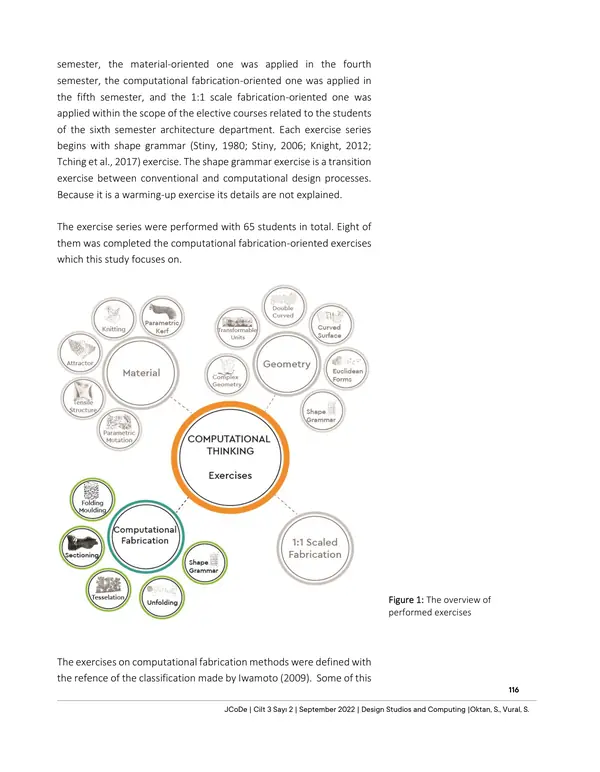 semester, the material-oriented one was applied in the fourth
semester, the computational fabrication-oriented one was applied in
the fifth semester, and the 1:1 scale fabrication-oriented one was
applied within the scope of the elective courses related to the students
of the sixth semester architecture department. Each exercise series
begins with shape grammar (Stiny, 1980; Stiny, 2006; Knight, 2012;
Tching et al., 2017) exercise. The shape grammar exercise is a transition
exercise between conventional and computational design processes.
Because it is a warming-up exercise its details are not explained.
The exercise series were performed with 65 students in total. Eight of
them was completed the computational fabrication-oriented exercises
which this study focuses on.
Knitting
Parametric
Kerf
Attractor
Material
Tensile
Structure
Parametric
Motation
Double
Curved
Transformable
Units
Curved
Surface
Geometry
Euclidean
Forms
Complex
Geometry
Shape
Grammar
COMPUTATIONAL
THINKING
Exercises
Folding
Moulding
Computational
Fabrication
Sectioning
Shape
Grammar
Tesselation
Unfolding
1:1 Scaled
Fabrication
Figure 1: The overview of
performed exercises
The exercises on computational fabrication methods were defined with
the refence of the classification made by Iwamoto (2009). Some of this
116
JCoDe | Cilt 3 Sayı 2 | September 2022 | Design Studios and Computing |Oktan, S., Vural, S.